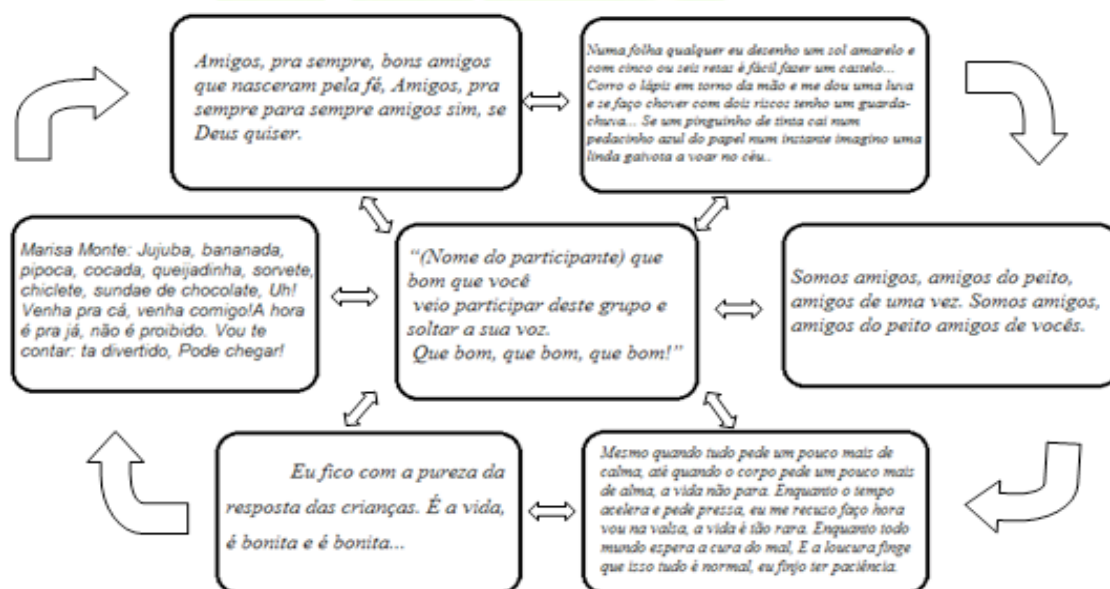 Amigos, pra sempre, bons amigos
que nasceram pela fé, Amigos, pra
sempre para sempre amigos sim, se
Deus quiser.
Numa folha qualquer eu desenho um sol amarelo e
com cinco ou seis retas é fácil fazer um castelo...
Corro o lápis em torno da mão e me dou uma luva
e se faço chover com dois riscos tenho um guarda-
chuva... Se um pinguinho de tinta cai num
pedacinho azul do papel num instante imagino uma
linda gaivota a voar no céu..
Marisa Monte: Jujuba, bananada,
pipoca, cocada, queijadinha, sorvete,
chiclete, sundae de chocolate, Uh!
Venha pra cá, venha comigo!A hora
é pra já, não é proibido. Vou te
contar: ta divertido, Pode chegar!
“(Nome do participante) que
bom que você
veio participar deste grupo e
soltar a sua voz.
Que bom, que bom, que bom!”
Somos amigos, amigos do peito,
amigos de uma vez. Somos amigos,
amigos do peito amigos de vocês.
Eu fico com a pureza da
resposta das crianças. É a vida,
é bonita e é bonita...
Mesmo quando tudo pede um pouco mais de
calma, até quando o corpo pede um pouco mais
de alma, a vida não para. Enquanto o tempo
acelera e pede pressa, eu me recuso faço hora
vou na valsa, a vida é tão rara. Enquanto todo
mundo espera a cura do mal, E a loucura finge
que isso tudo é normal, eu finjo ter paciência.